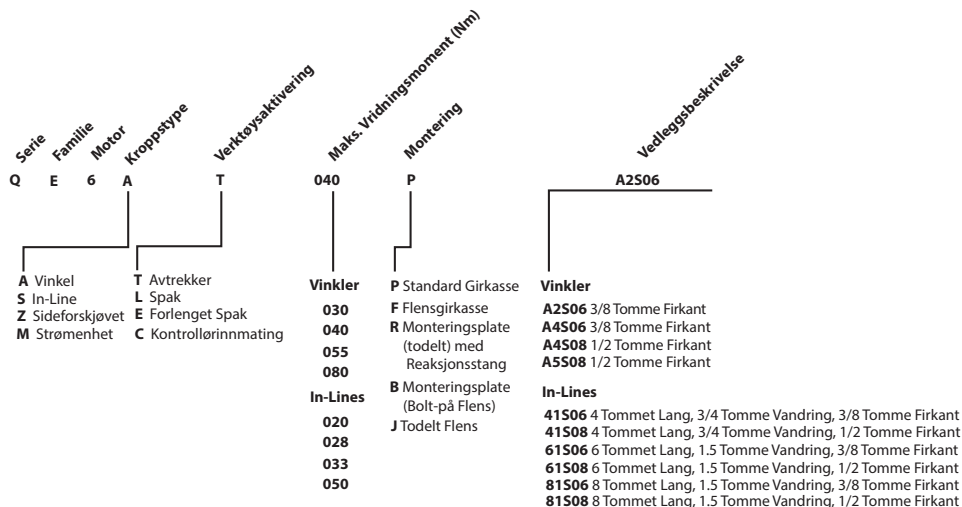 Serie
Familie
Motor
Kroppstype
Verktøysaktivering
Maks. Vridningsmoment (Nm)
Montering
Vedleggsbeskrivelse
Q E 6 A T 040 P A2S06
A Vinkel
S In-Line
Z Sideforskjøvet
M Strømenhet
T Avtrekker
L Spak
E Forlenget Spak
C Kontrollørinnmating
Vinkler
030
040
055
080
In-Lines
020
028
033
050
P Standard Girkasse
F Flensgirkasse
R Monteringsplate
(todelt) med
Reaksjonsstang
B Monteringsplate
(Bolt-på Flens)
J Todelt Flens
Vinkler
A2S06 3/8 Tomme Firkant
A4S06 3/8 Tomme Firkant
A4S08 1/2 Tomme Firkant
A5S08 1/2 Tomme Firkant
In-Lines
41S06 4 Tommet Lang, 3/4 Tomme Vandring, 3/8 Tomme Firkant
41S08 4 Tommet Lang, 3/4 Tomme Vandring, 1/2 Tomme Firkant
61S06 6 Tommet Lang, 1.5 Tomme Vandring, 3/8 Tomme Firkant
61S08 6 Tommet Lang, 1.5 Tomme Vandring, 1/2 Tomme Firkant
81S06 8 Tommet Lang, 1.5 Tomme Vandring, 3/8 Tomme Firkant
81S08 8 Tommet Lang, 1.5 Tomme Vandring, 1/2 Tomme Firkant